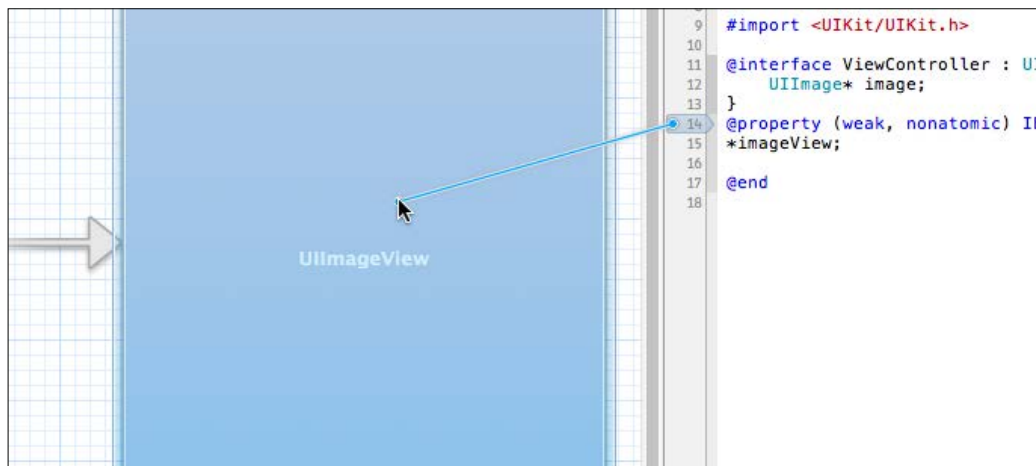 UIImageView
9 #import <UIKit/UIKit.h>
10
11 @interface ViewController : UI
12 UIImage* image;
13 }
14 @property (weak, nonatomic) IB
15 *imageView;
16
17 @end
18